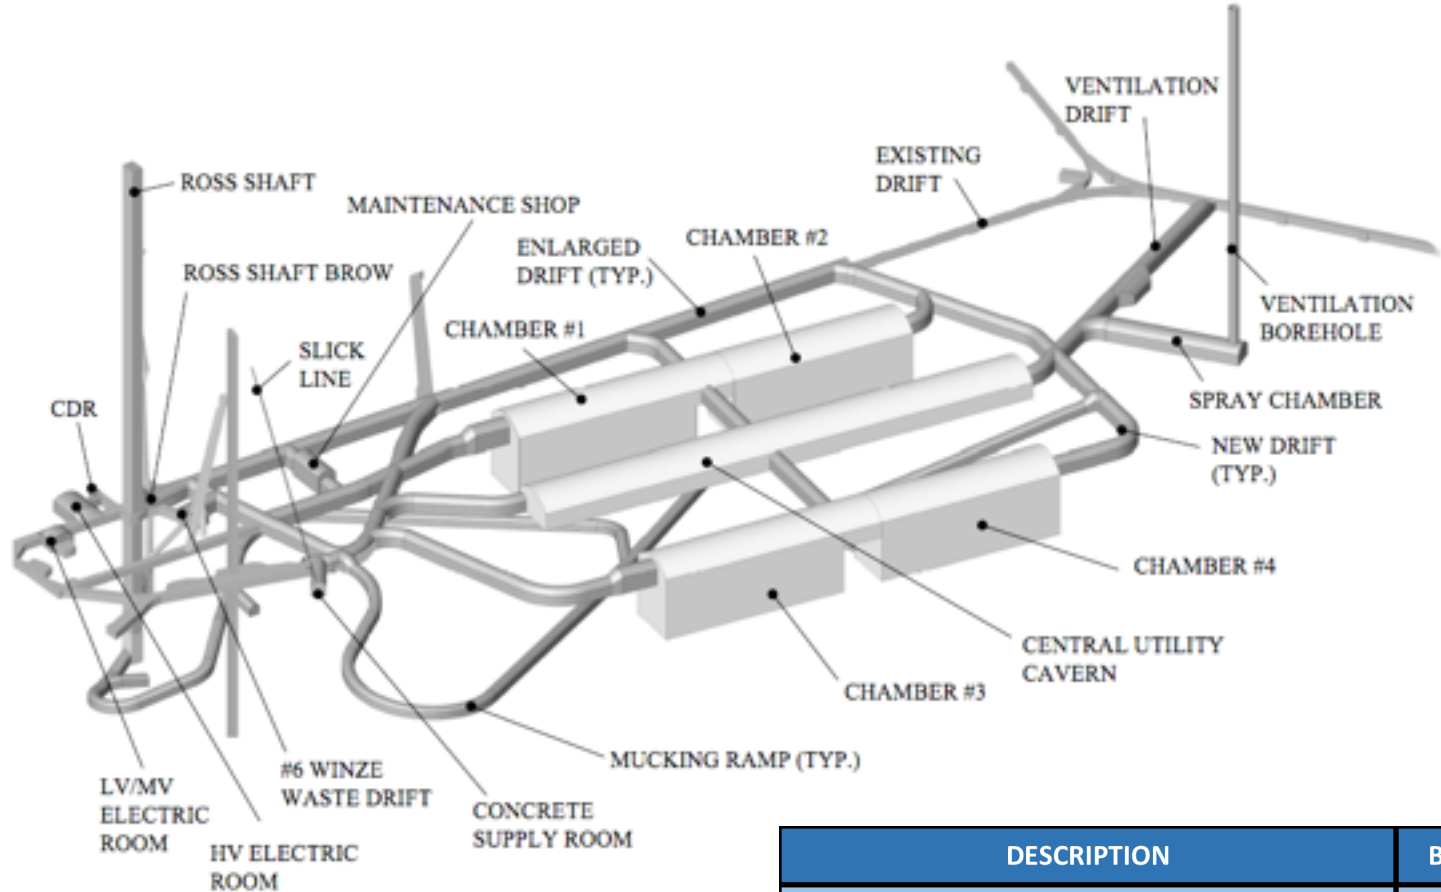 VENTILATION
DRIFT
EXISTING
DRIFT
ROSS SHAFT
MAINTENANCE SHOP
ENLARGED
DRIFT (TYP.)
CHAMBER #2
ROSS SHAFT BROW
VENTILATION
BOREHOLE
CHAMBER #1
SLICK
LINE
SPRAY CHAMBER
CDR
NEW DRIFT
(TYP.)
CHAMBER #4
CENTRAL UTILITY
CAVERN
CHAMBER #3
MUCKING RAMP (TYP.)
#6 WINZE
WASTE DRIFT
LV/MV
ELECTRIC
ROOM
CONCRETE
SUPPLY ROOM
HV ELECTRIC
ROOM
DESCRIPTION
B